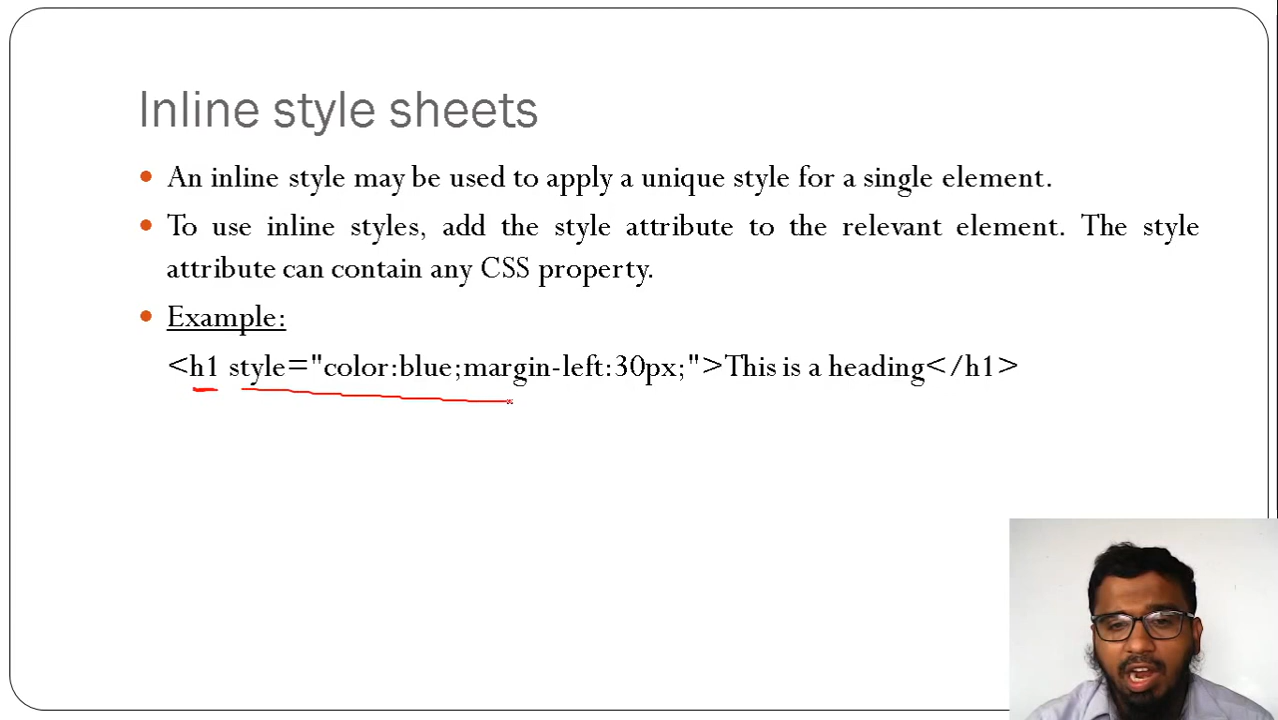 Inline style sheets
An inline style may be used to apply a unique style for a single element.
To use inline styles, add the style attribute to the relevant element. The style
attribute can contain any CSS property.
Example:
<h1 style="color:blue;margin-left:30px;">This is a heading</h1>